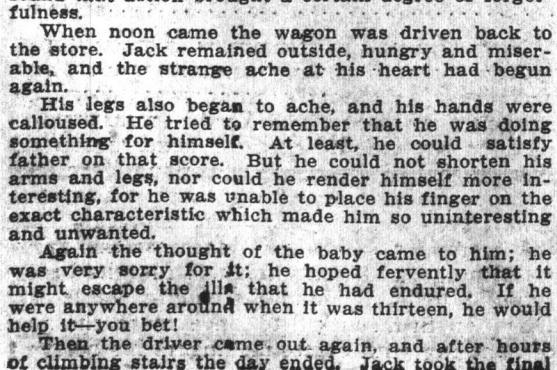 fulness.
When noon came the wagon was driven back to
the store. Jack remained outside, hungry and miser-
able, and the strange ache at his heart had begun
again.
His legs also began to ache, and his hands were
calloused. He tried to remember that he was doing
something for himself. At least, he could satisfy
father on that score. But he could not shorten his
arms and legs, nor could he render himself more in-
teresting, for he was unable to place his finger on the
exact characteristic which made him so uninteresting
and unwanted.
Again the thought of the baby came to him; he
was very sorry for it; he hoped fervently that it
might escape the ills that he had endured. If he
were anywhere around when it was thirteen, he would
help it—you bet!
Then the driver came out again, and after hours
of climbing stairs the day ended. Jack took the final